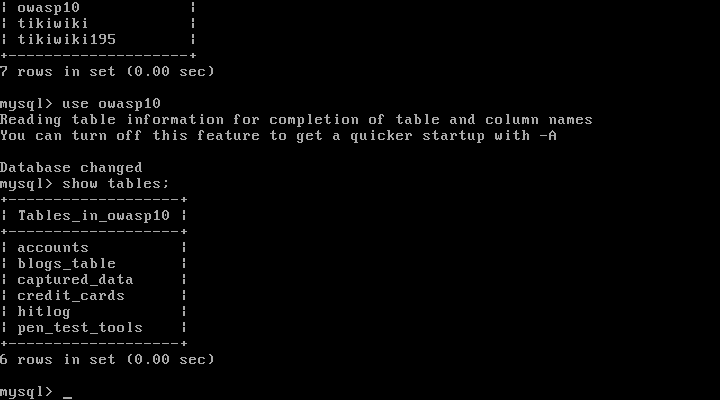 | owasp10             |
| tikiwiki            |
| tikiwiki195         |
+---------------------+
7 rows in set (0.00 sec)
mysql> use owasp10
Reading table information for completion of table and column names
You can turn off this feature to get a quicker startup with -A
Database changed
mysql> show tables;
+--------------------+
| Tables_in_owasp10 |
+--------------------+
| accounts           |
| blogs_table        |
| captured_data      |
| credit_cards       |
| hitlog             |
| pen_test_tools     |
+--------------------+
6 rows in set (0.00 sec)
mysql> _